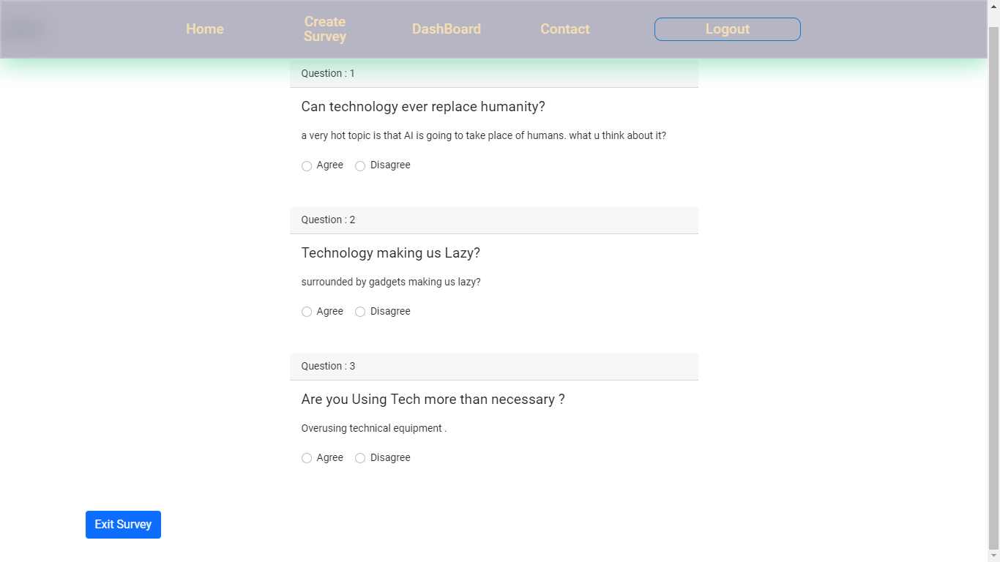 Home
Create
Survey
DashBoard
Contact
Logout
Question : 1
Can technology ever replace humanity?
a very hot topic is that AI is going to take place of humans. what u think about it?
Agree Disagree
Question : 2
Technology making us Lazy?
surrounded by gadgets making us lazy?
Agree Disagree
Question : 3
Are you Using Tech more than necessary ?
Overusing technical equipment .
Agree Disagree
Exit Survey